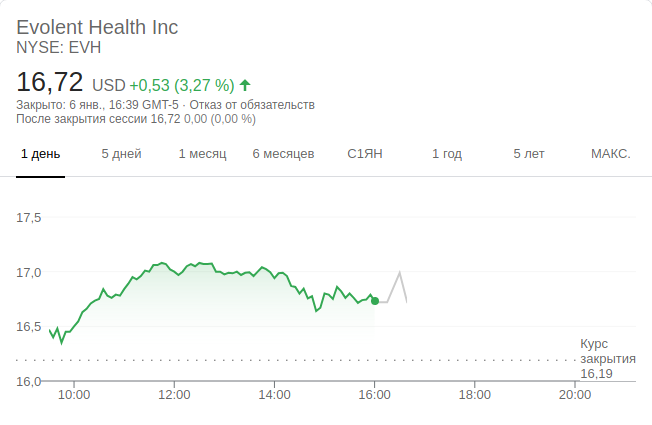 Evolent Health Inc
NYSE: EVH
16,72 USD +0,53 (3,27 %)
Закрыто: 6 янв., 16:39 GMT-5 · Отказ от обязательств
После закрытия сессии 16,72 0,00 (0,00 %)
1 день 5 дней 1 месяц 6 месяцев С1ЯН 1 год 5 лет МАКС.
17,5
17,0
16,5
Курс
закрытия
16,19
16,0
10:00 12:00 14:00 16:00 18:00 20:00